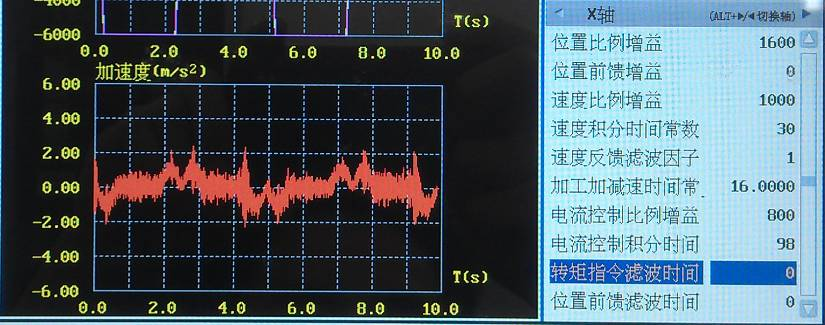 -4000
-6000
T(s)
0.0 2.0 4.0 6.0 8.0 10.0
加速度(m/s2)
6.00
4.00
2.00
0.00
-2.00
-4.00
-6.00
T(s)
0.0 2.0 4.0 6.0 8.0 10.0
X轴 (ALT+▶/◀切换轴)
位置比例增益 1600
位置前馈增益 0
速度比例增益 1000
速度积分时间常数 30
速度反馈滤波因子 1
加工加减速时间常 16.0000
电流控制比例增益 800
电流控制积分时间 98
转矩指令滤波时间 0
位置前馈滤波时间 0